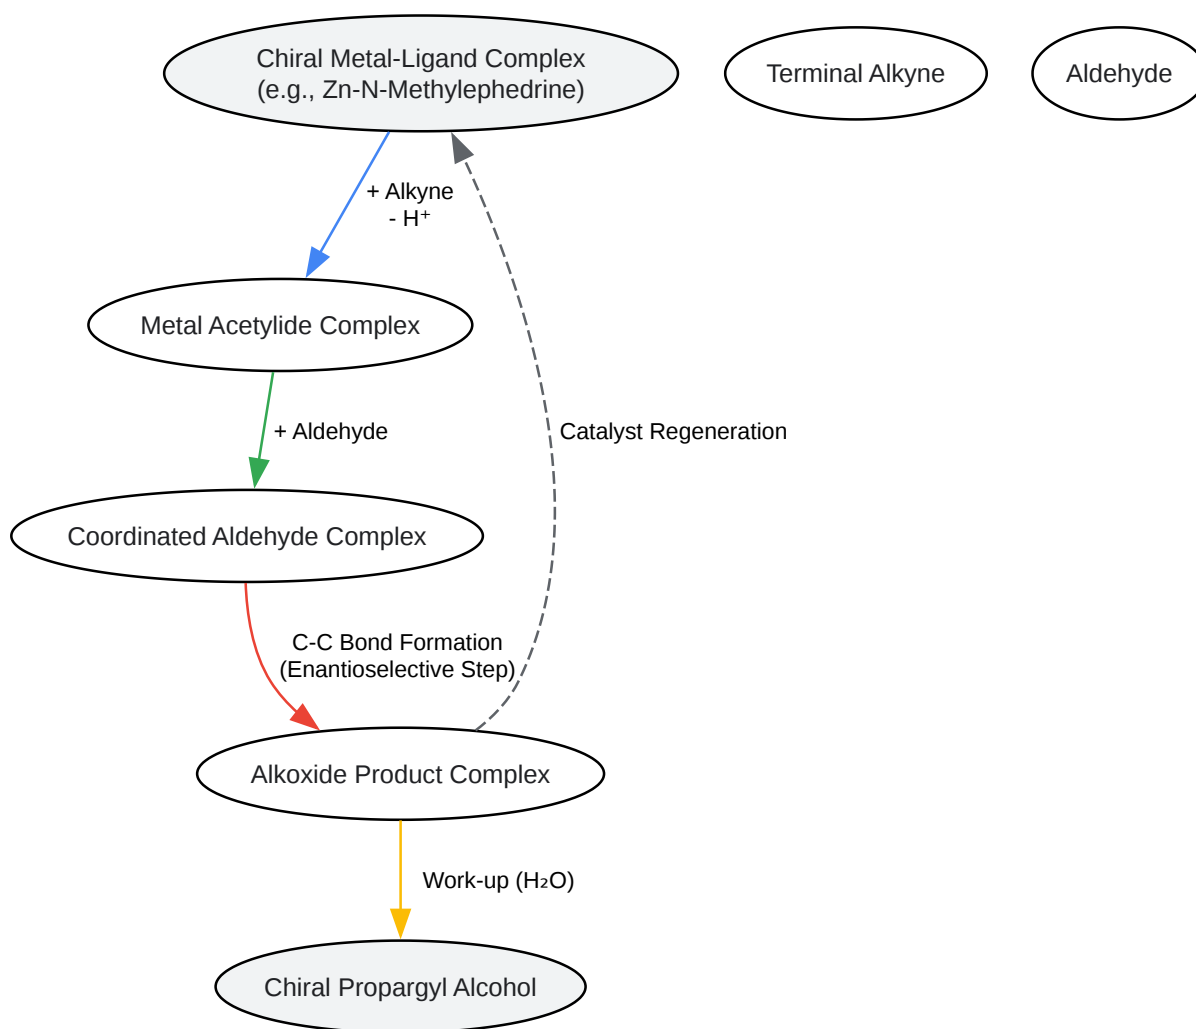 Chiral Metal-Ligand Complex
(e.g., Zn-N-Methylephedrine)
Terminal Alkyne
Aldehyde
+ Alkyne
- H⁺
Metal Acetylide Complex
+ Aldehyde
Catalyst Regeneration
Coordinated Aldehyde Complex
C-C Bond Formation
(Enantioselective Step)
Alkoxide Product Complex
Work-up (H₂O)
Chiral Propargyl Alcohol